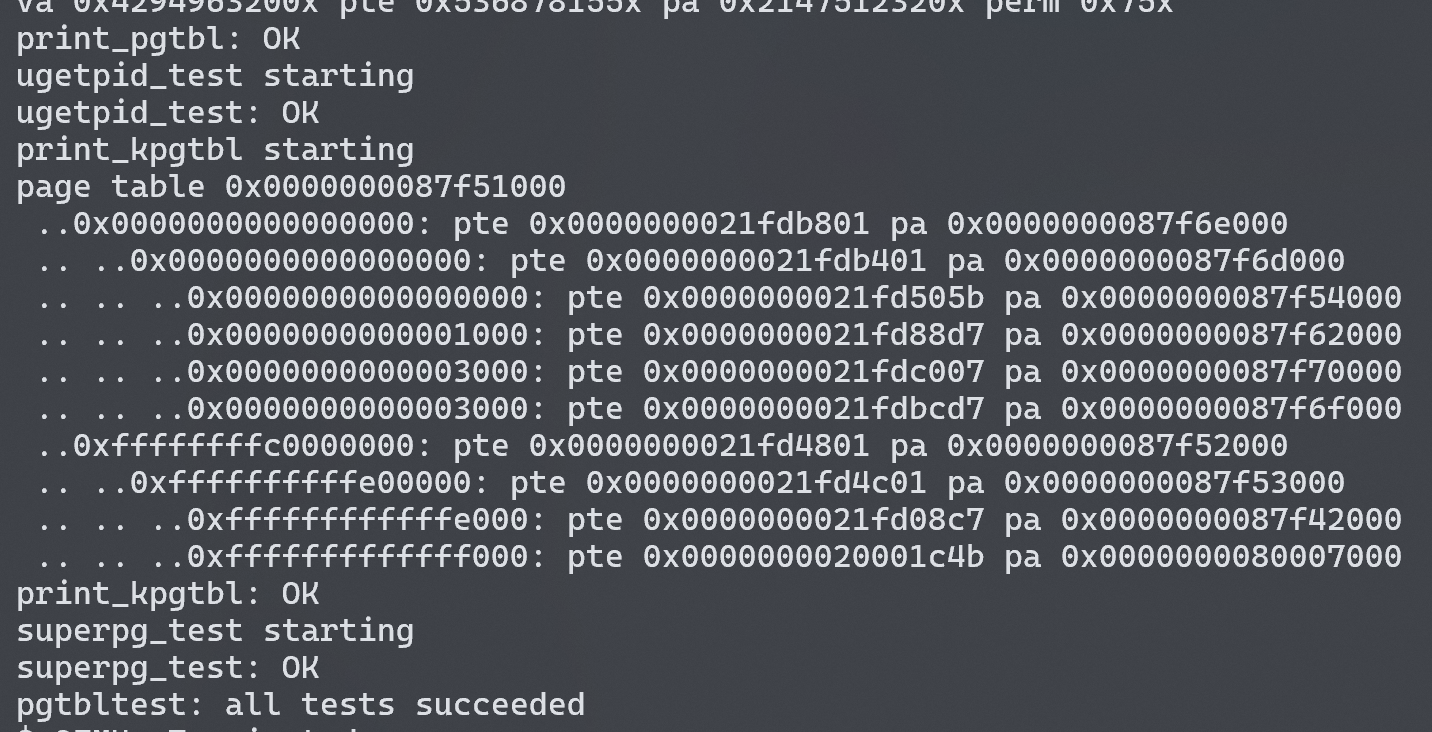 va 0x4294963200x pte 0x536878155x pa 0x2147512320x perm 0x75x
print_pgtbl: OK
ugetpid_test starting
ugetpid_test: OK
print_kpgtbl starting
page table 0x0000000087f51000
 ..0x0000000000000000: pte 0x0000000021fdb801 pa 0x0000000087f6e000
 .. ..0x0000000000000000: pte 0x0000000021fdb401 pa 0x0000000087f6d000
 .. .. ..0x0000000000000000: pte 0x0000000021fd505b pa 0x0000000087f54000
 .. .. ..0x0000000000001000: pte 0x0000000021fd88d7 pa 0x0000000087f62000
 .. .. ..0x0000000000003000: pte 0x0000000021fdc007 pa 0x0000000087f70000
 .. .. ..0x0000000000003000: pte 0x0000000021fdbcd7 pa 0x0000000087f6f000
 ..0xffffffffc0000000: pte 0x0000000021fd4801 pa 0x0000000087f52000
 .. ..0xffffffffffe00000: pte 0x0000000021fd4c01 pa 0x0000000087f53000
 .. .. ..0xffffffffffffe000: pte 0x0000000021fd08c7 pa 0x0000000087f42000
 .. .. ..0xfffffffffffff000: pte 0x0000000020001c4b pa 0x0000000080007000
print_kpgtbl: OK
superpg_test starting
superpg_test: OK
pgtbltest: all tests succeeded